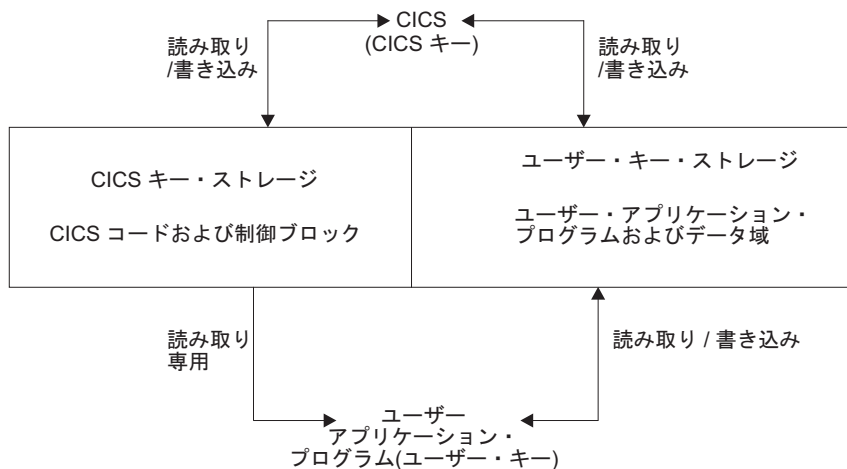 CICS
(CICS キー)
読み取り
/書き込み
読み取り
/書き込み
CICS キー・ストレージ
CICS コードおよび制御ブロック
ユーザー・キー・ストレージ
ユーザー・アプリケーション・
プログラムおよびデータ域
読み取り
専用
読み取り / 書き込み
ユーザー
アプリケーション・
プログラム(ユーザー・キー)